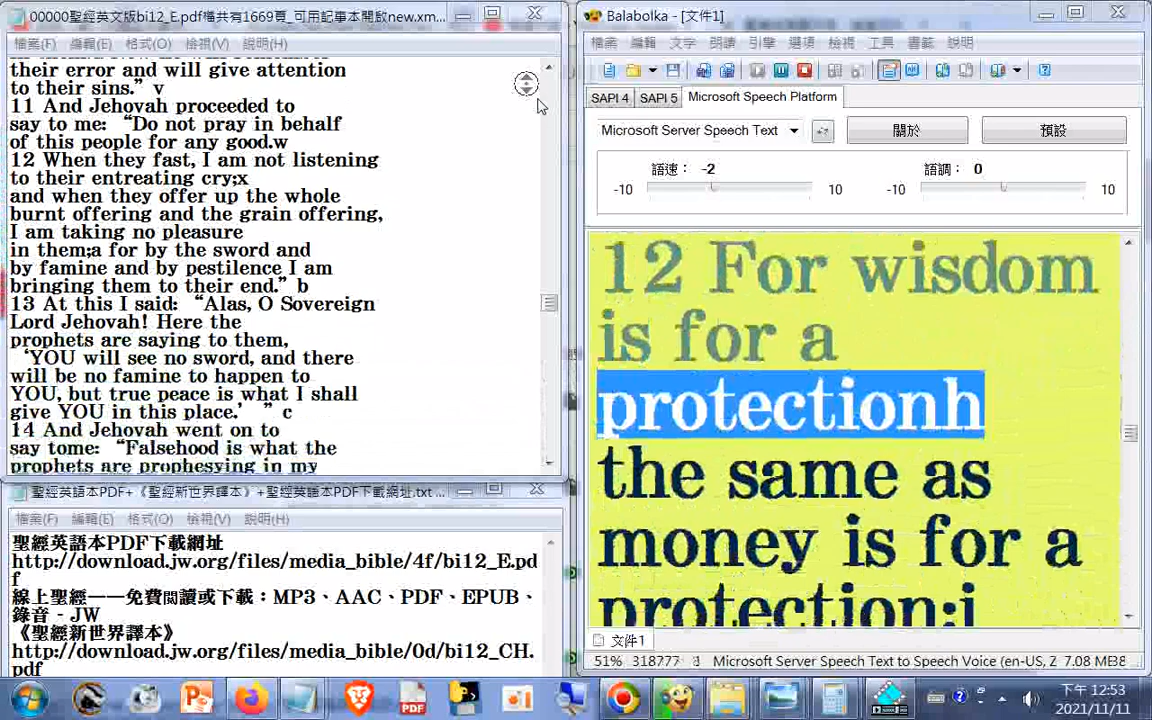 00000聖經英文版bi12_E.pdf檔共有1669頁_可用記事本開啟new.xm...
檔案(F) 編輯(E) 格式(O) 檢視(V) 說明(H)
their error and will give attention
to their sins.” v
11 And Jehovah proceeded to
say to me: “Do not pray in behalf
of this people for any good.w
12 When they fast, I am not listening
to their entreating cry;x
and when they offer up the whole
burnt offering and the grain offering,
I am taking no pleasure
in them;a for by the sword and
by famine and by pestilence I am
bringing them to their end.” b
13 At this I said: “Alas, O Sovereign
Lord Jehovah! Here the
prophets are saying to them,
‘YOU will see no sword, and there
will be no famine to happen to
YOU, but true peace is what I shall
give YOU in this place.’ ” c
14 And Jehovah went on to
say tome: “Falsehood is what the
prophets are prophesying in my
聖經英語本PDF+《聖經新世界譯本》+聖經英語本PDF下載網址.txt ...
檔案(F) 編輯(E) 格式(O) 檢視(V) 說明(H)
聖經英語本PDF下載網址
http://download.jw.org/files/media_bible/4f/bi12_E.pd
f
線上聖經——免費閱讀或下載：MP3、AAC、PDF、EPUB、
錄音 - JW
《聖經新世界譯本》
http://download.jw.org/files/media_bible/0d/bi12_CH.
pdf
Balabolka - [文件1]
檔案 編輯 文字 朗讀 引擎 選項 檢視 工具 書籤 說明
SAPI 4 SAPI 5 Microsoft Speech Platform
Microsoft Server Speech Text 關於 預設
語速： -2 語調： 0
-10 10 -10 10
12 For wisdom
is for a
protectionh
the same as
money is for a
protection;i
文件1
51% 318777 Microsoft Server Speech Text to Speech Voice (en-US, Z 7.08 MB
下午 12:53
2021/11/11